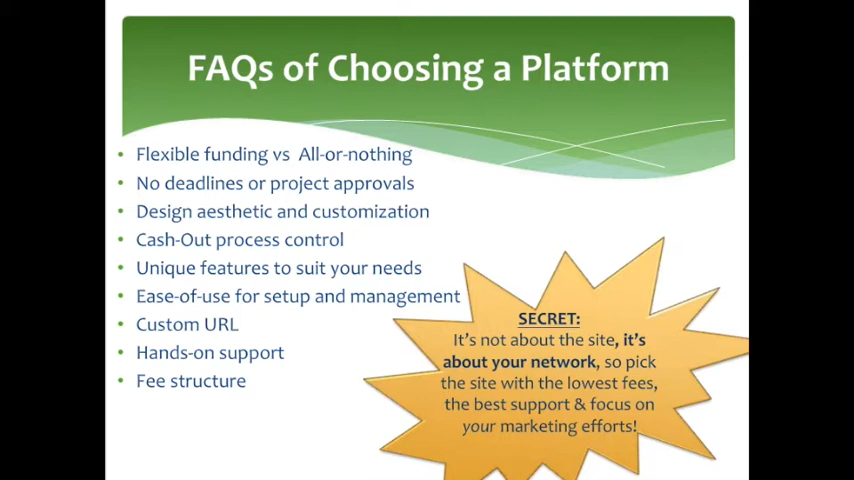 FAQs of Choosing a Platform
• Flexible funding vs All-or-nothing
• No deadlines or project approvals
• Design aesthetic and customization
• Cash-Out process control
• Unique features to suit your needs
• Ease-of-use for setup and management
• Custom URL
• Hands-on support
• Fee structure
SECRET:
It's not about the site, it's
about your network, so pick
the site with the lowest fees,
the best support & focus on
your marketing efforts!